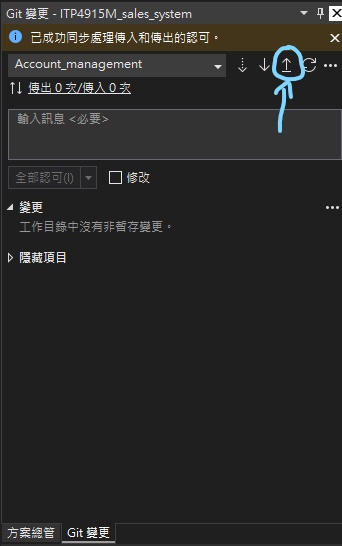 Git 變更 - ITP4915M_sales_system
已成功同步處理傳入和傳出的認可。
Account_management
傳出 0 次/傳入 0 次
輸入訊息 <必要>
全部認可(I) 修改
變更
工作目錄中沒有非暫存變更。
隱藏項目
方案總管 Git 變更